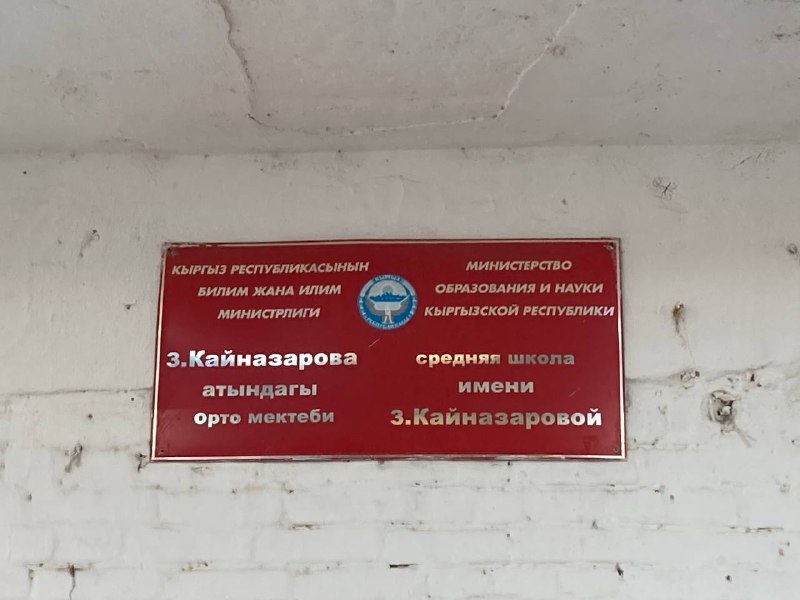 КЫРГЫЗ РЕСПУБЛИКАСЫНЫН
БИЛИМ ЖАНА ИЛИМ
МИНИСТРЛИГИ
З.Кайназарова
атындагы
Орто мектеби
МИНИСТЕРСТВО
ОБРАЗОВАНИЯ И НАУКИ
КЫРГЫЗСКОЙ РЕСПУБЛИКИ
средняя школа
имени
З.Кайназаровой